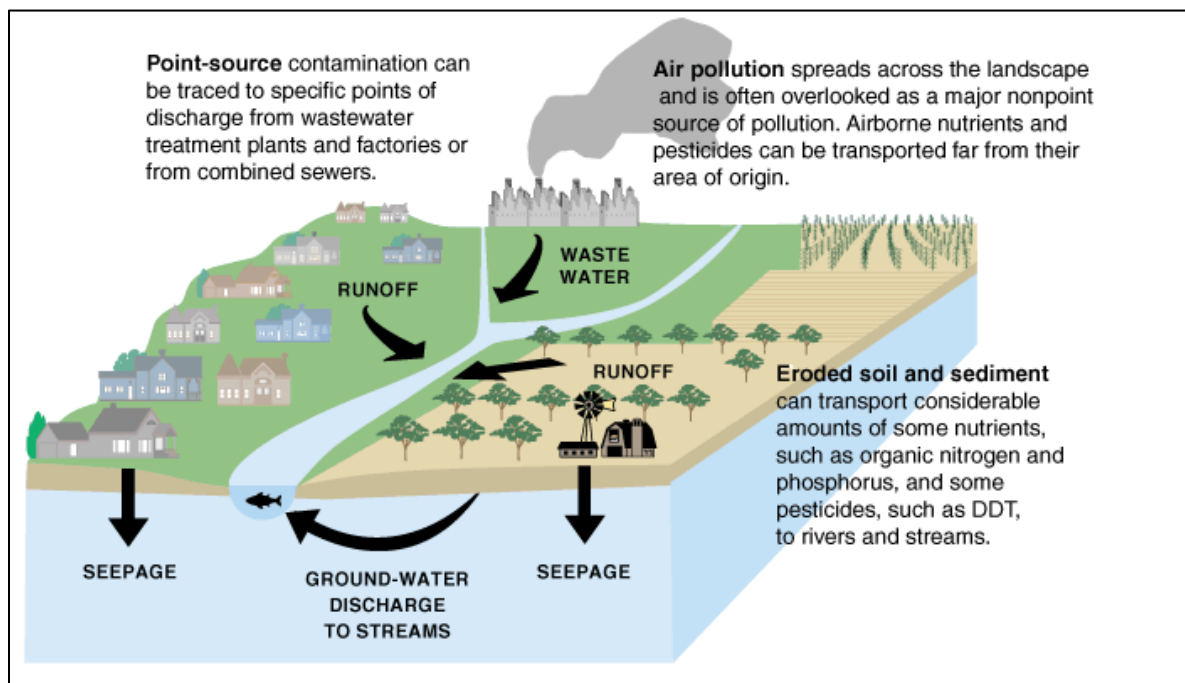 Point-source contamination can
be traced to specific points of
discharge from wastewater
treatment plants and factories or
from combined sewers.
Air pollution spreads across the landscape
and is often overlooked as a major nonpoint
source of pollution. Airborne nutrients and
pesticides can be transported far from their
area of origin.
WASTE
WATER
RUNOFF
RUNOFF
Eroded soil and sediment
can transport considerable
amounts of some nutrients,
such as organic nitrogen and
phosphorus, and some
pesticides, such as DDT,
to rivers and streams.
SEEPAGE
GROUND-WATER
DISCHARGE
TO STREAMS
SEEPAGE